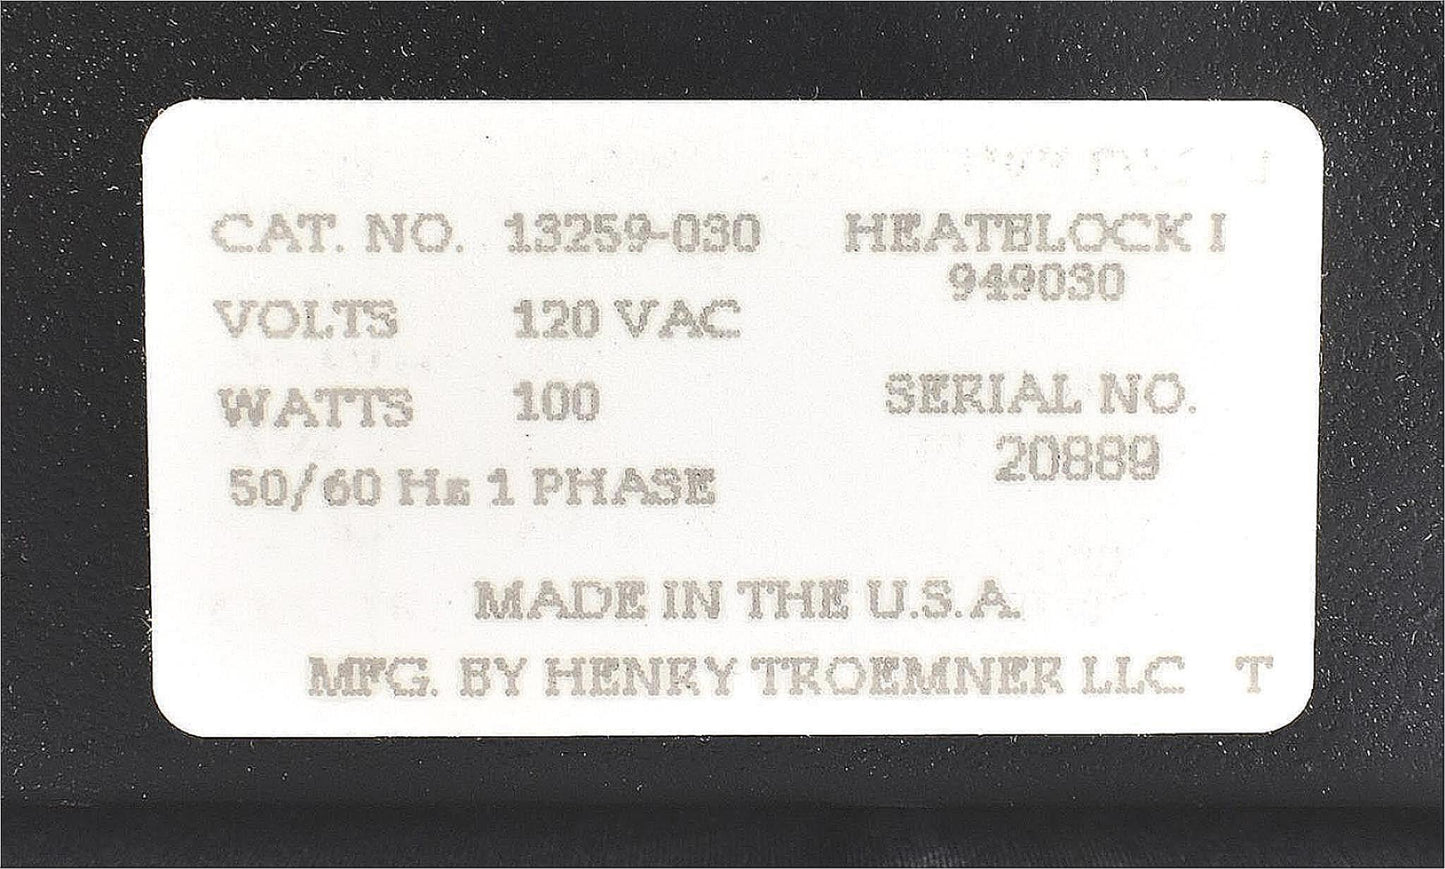 CAT. NO. 13259-030 HEATBLOCK I
949030
VOLTS 120 VAC
WATTS 100
SERIAL NO.
20889
50/60 Hz 1 PHASE
MADE IN THE U.S.A.
MFG. BY HENRY TROEMNER LLC T